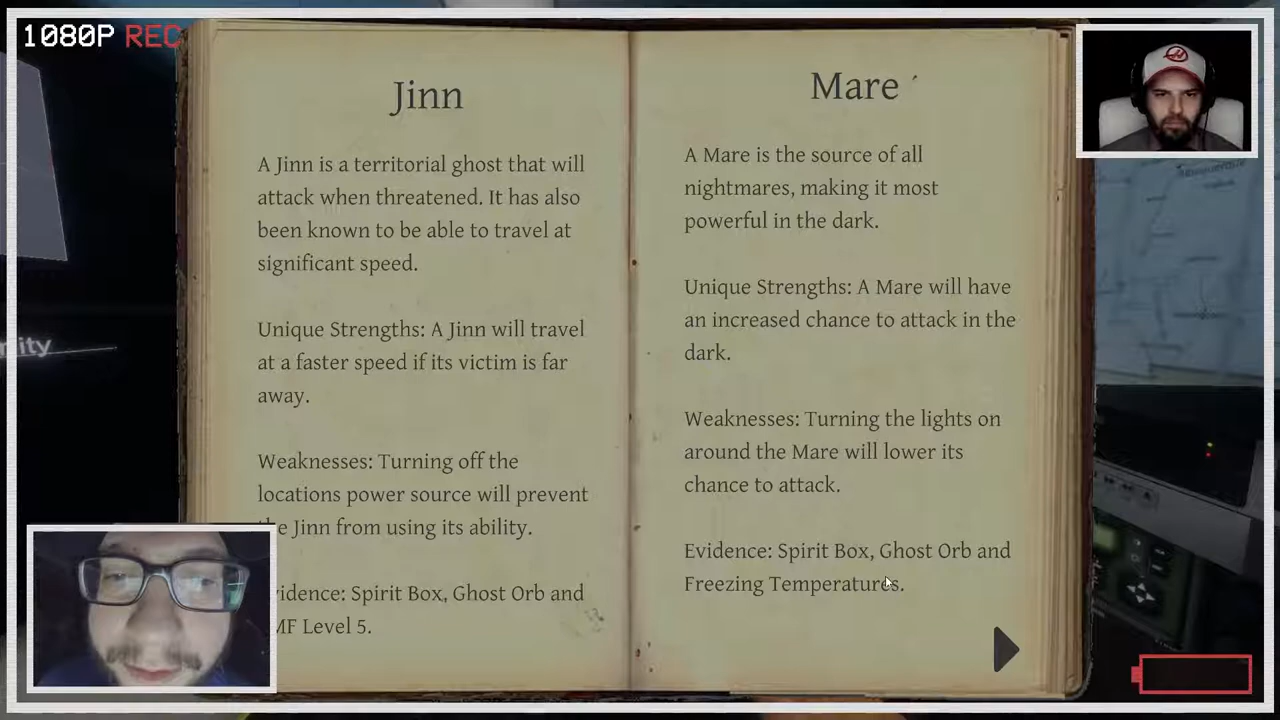 1080P REC
Jinn
A Jinn is a territorial ghost that will
attack when threatened. It has also
been known to be able to travel at
significant speed.
Unique Strengths: A Jinn will travel
at a faster speed if its victim is far
away.
Weaknesses: Turning off the
locations power source will prevent
the Jinn from using its ability.
vidence: Spirit Box, Ghost Orb and
MF Level 5.
Mare
A Mare is the source of all
nightmares, making it most
powerful in the dark.
Unique Strengths: A Mare will have
an increased chance to attack in the
dark.
Weaknesses: Turning the lights on
around the Mare will lower its
chance to attack.
Evidence: Spirit Box, Ghost Orb and
Freezing Temperatures.
nity